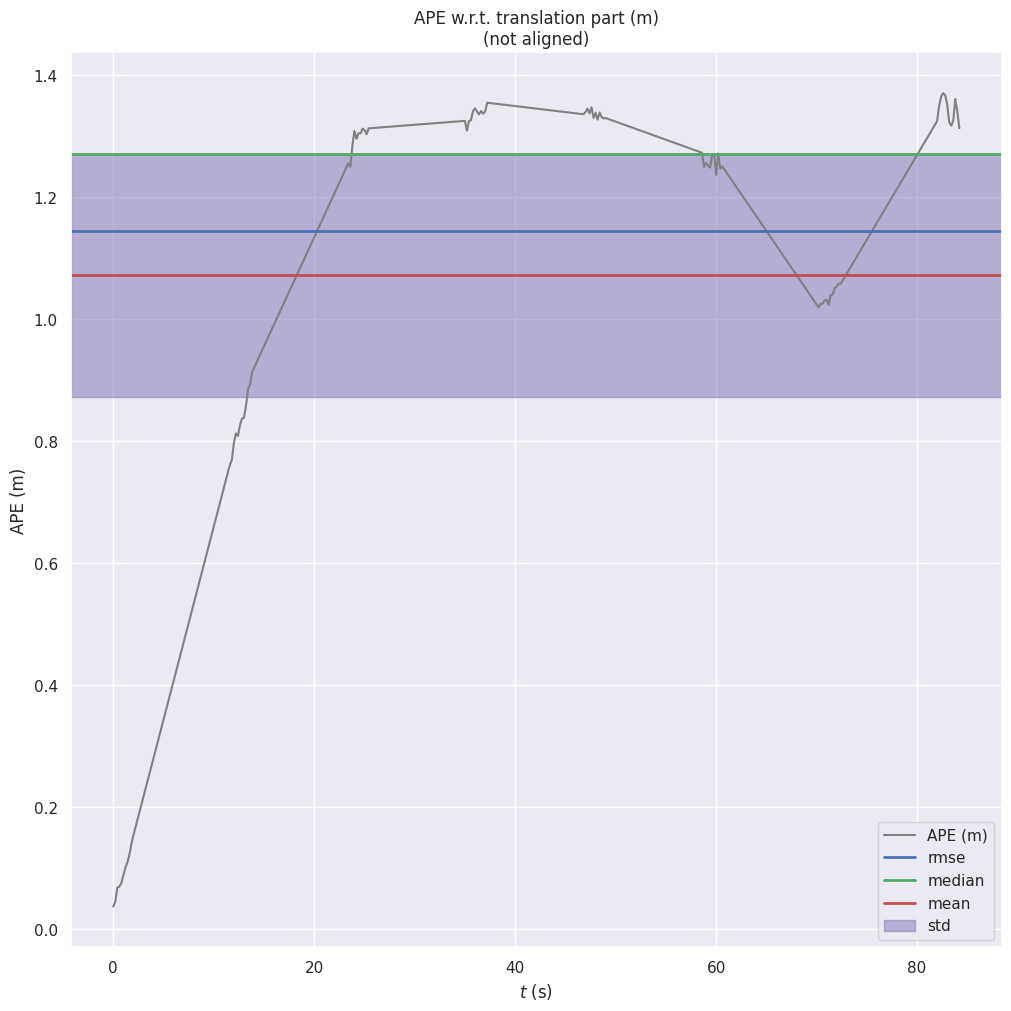 APE w.r.t. translation part (m)
(not aligned)
APE (m)
1.4
1.2
1.0
0.8
0.6
0.4
0.2
0.0
0
20
40
60
80
t (s)
APE (m)
rmse
median
mean
std